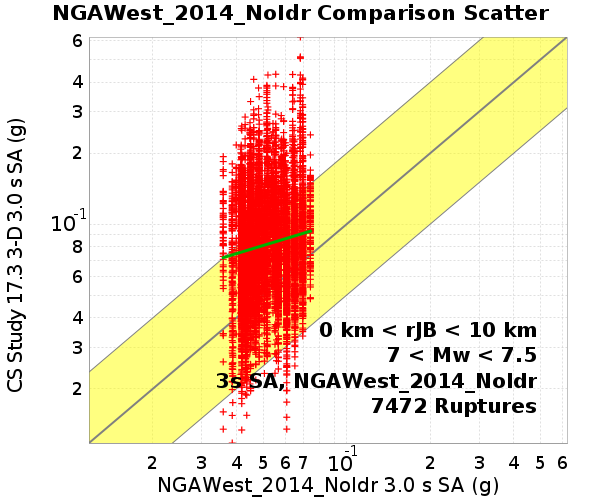 NGAWest_2014_NoIdr Comparison Scatter
6
4
3
2
10-1
8
6
4
3
2
CS Study 17.3 3-D 3.0 s SA (g)
0 km < rJB < 10 km
7 < Mw < 7.5
3s SA, NGAWest_2014_NoIdr
7472 Ruptures
2 3 4 5 6 7 10-1 2 3 4 5 6
NGAWest_2014_NoIdr 3.0 s SA (g)